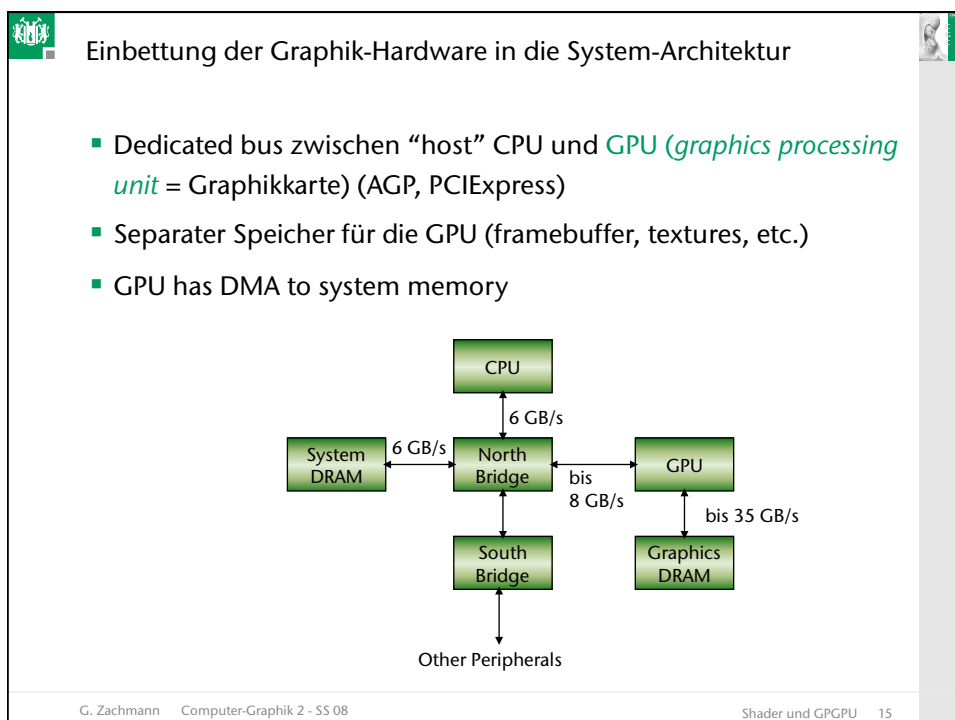 Einbettung der Graphik-Hardware in die System-Architektur
▪ Dedicated bus zwischen “host” CPU und GPU (graphics processing
unit = Graphikkarte) (AGP, PCIExpress)
▪ Separater Speicher für die GPU (framebuffer, textures, etc.)
▪ GPU has DMA to system memory
CPU
6 GB/s
System
DRAM
6 GB/s
North
Bridge
bis
8 GB/s
GPU
bis 35 GB/s
South
Bridge
Graphics
DRAM
Other Peripherals
G. Zachmann Computer-Graphik 2 - SS 08
Shader und GPGPU 15